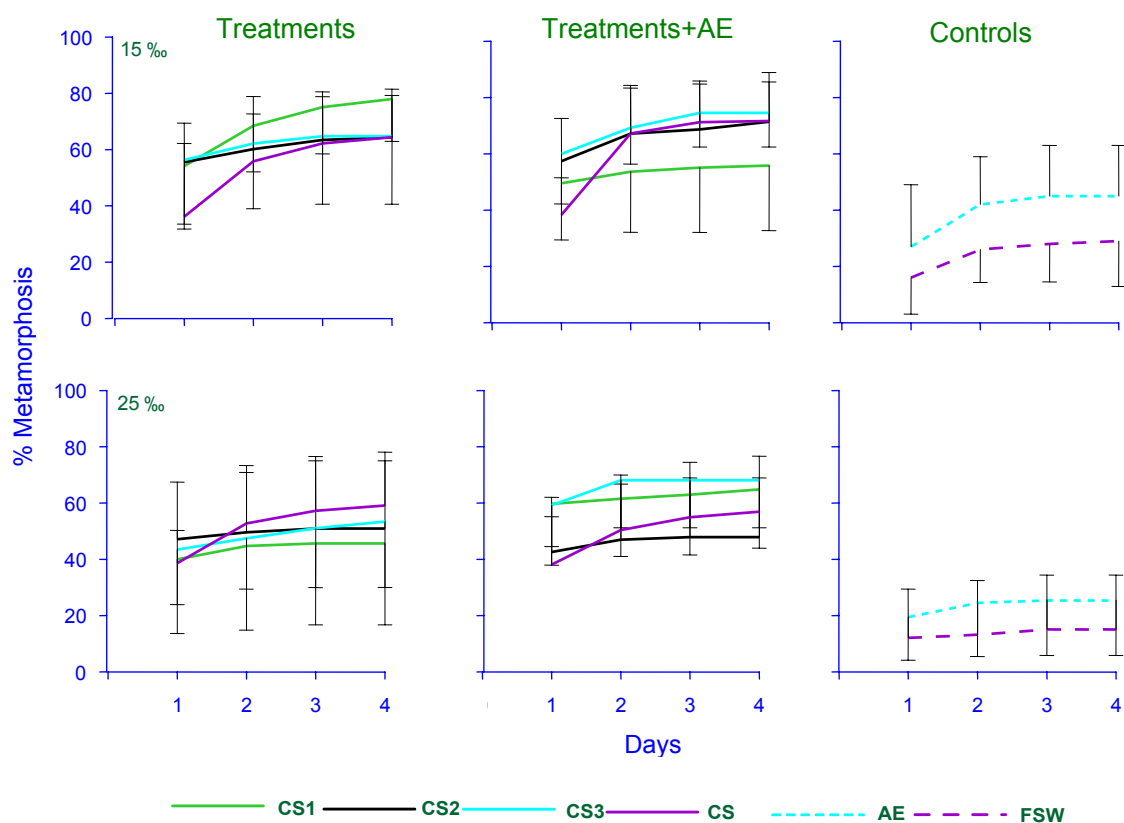 Treatments Treatments+AE Controls
% Metamorphosis
15 ‰
100
80
60
40
20
0
25 ‰
100
80
60
40
20
0
1 2 3 4 1 2 3 4 1 2 3 4
Days
CS1 CS2 CS3 CS AE FSW